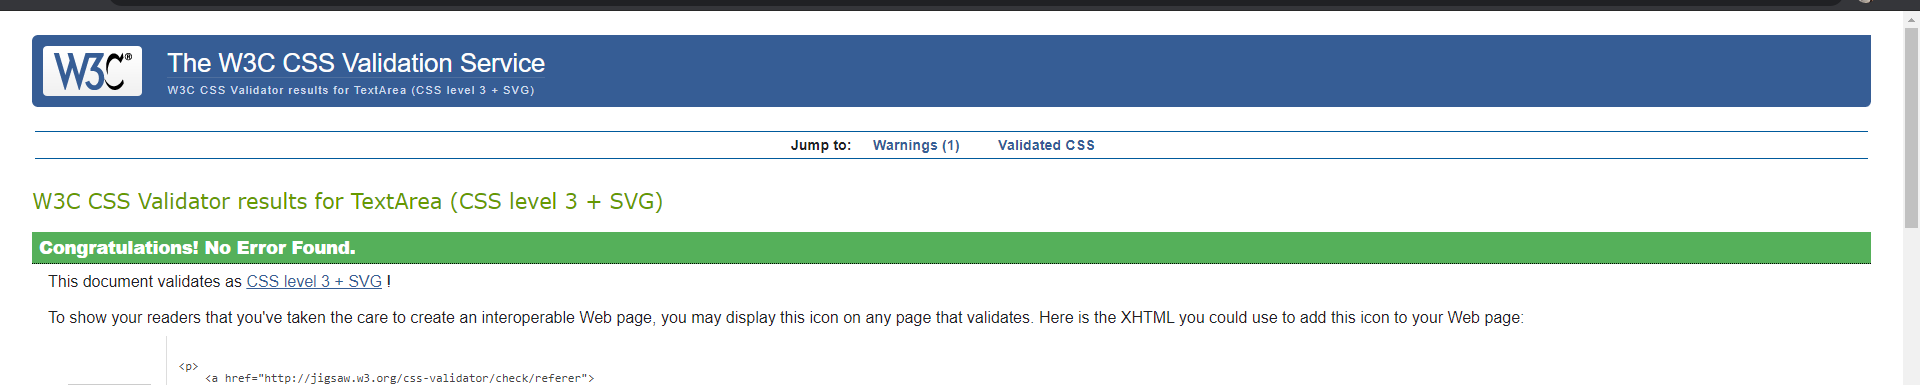 W3C®
The W3C CSS Validation Service
W3C CSS Validator results for TextArea (CSS level 3 + SVG)
Jump to: Warnings (1) Validated CSS
W3C CSS Validator results for TextArea (CSS level 3 + SVG)
Congratulations! No Error Found.
This document validates as CSS level 3 + SVG !
To show your readers that you've taken the care to create an interoperable Web page, you may display this icon on any page that validates. Here is the XHTML you could use to add this icon to your Web page:
<p>
<a href="http://jigsaw.w3.org/css-validator/check/referer">